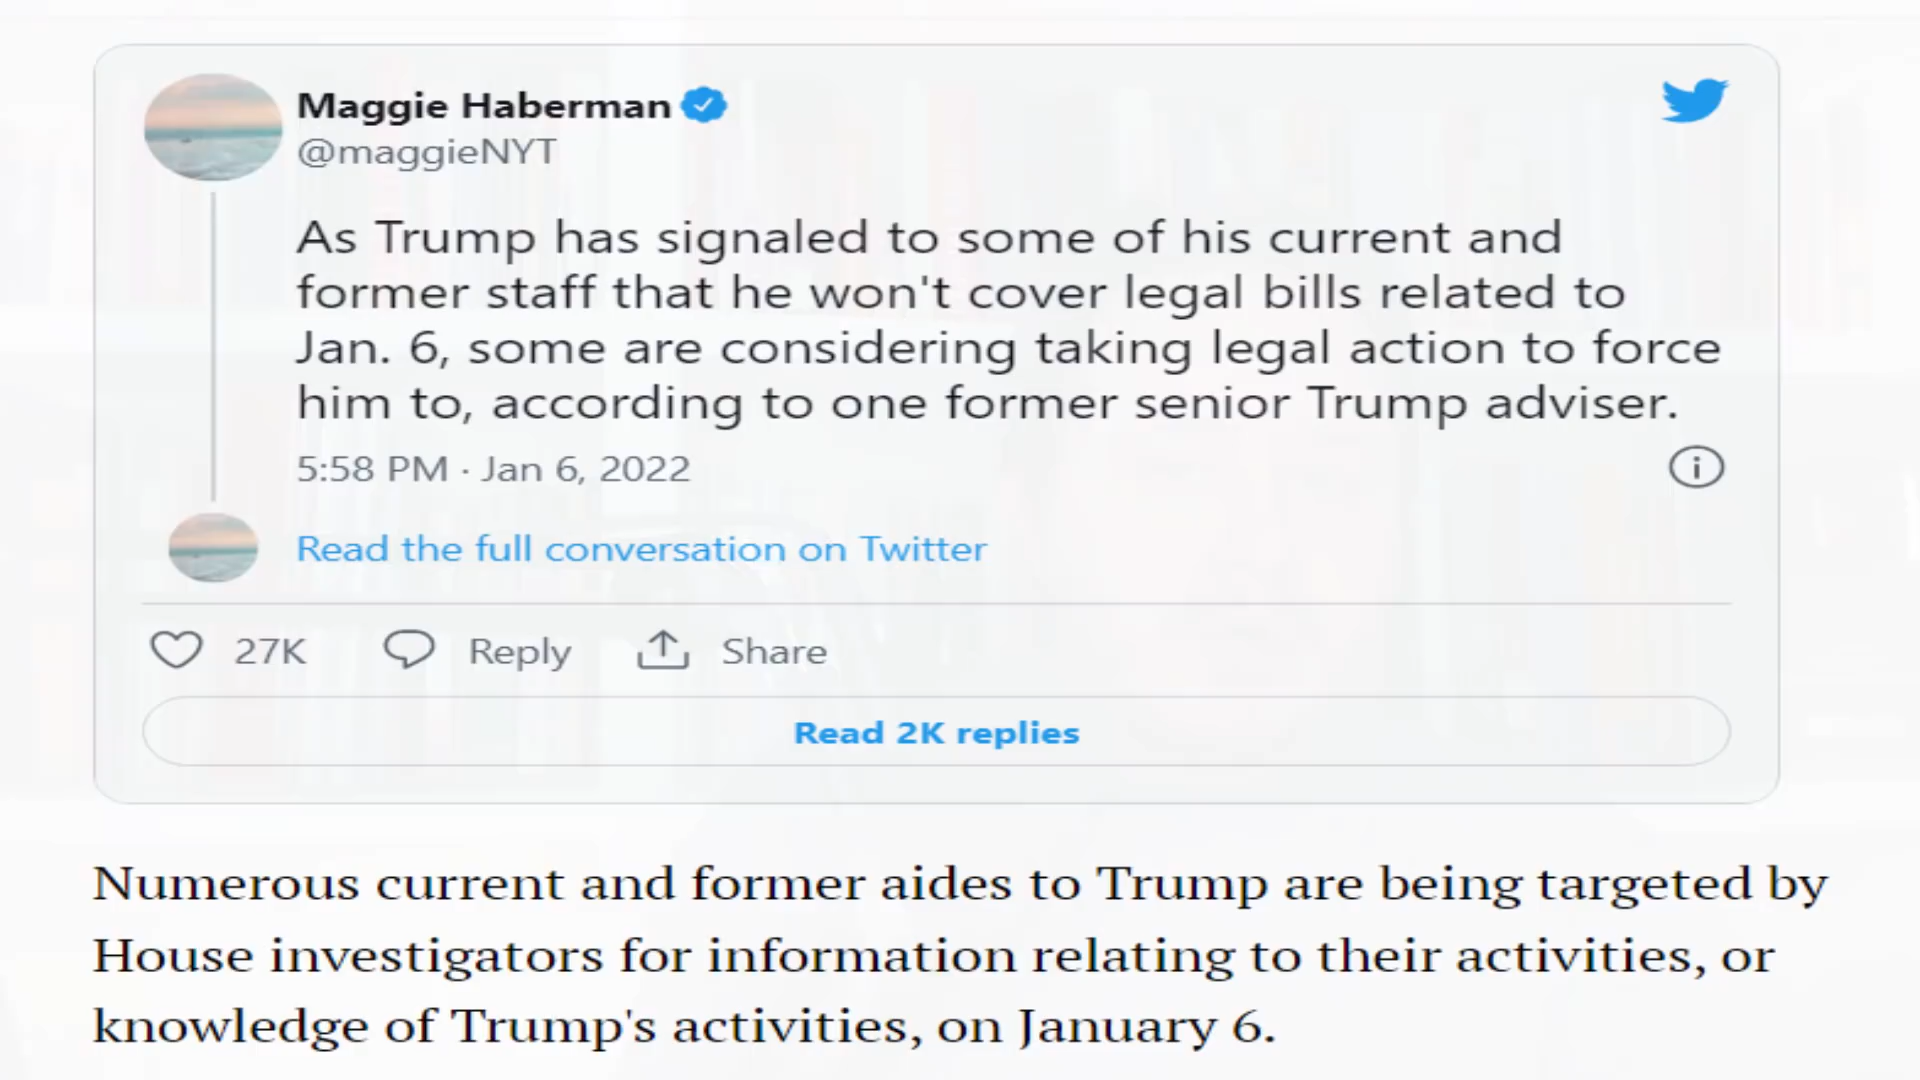 Maggie Haberman
@maggieNYT
As Trump has signaled to some of his current and
former staff that he won't cover legal bills related to
Jan. 6, some are considering taking legal action to force
him to, according to one former senior Trump adviser.
5:58 PM · Jan 6, 2022
Read the full conversation on Twitter
27K Reply Share
Read 2K replies
Numerous current and former aides to Trump are being targeted by
House investigators for information relating to their activities, or
knowledge of Trump's activities, on January 6.